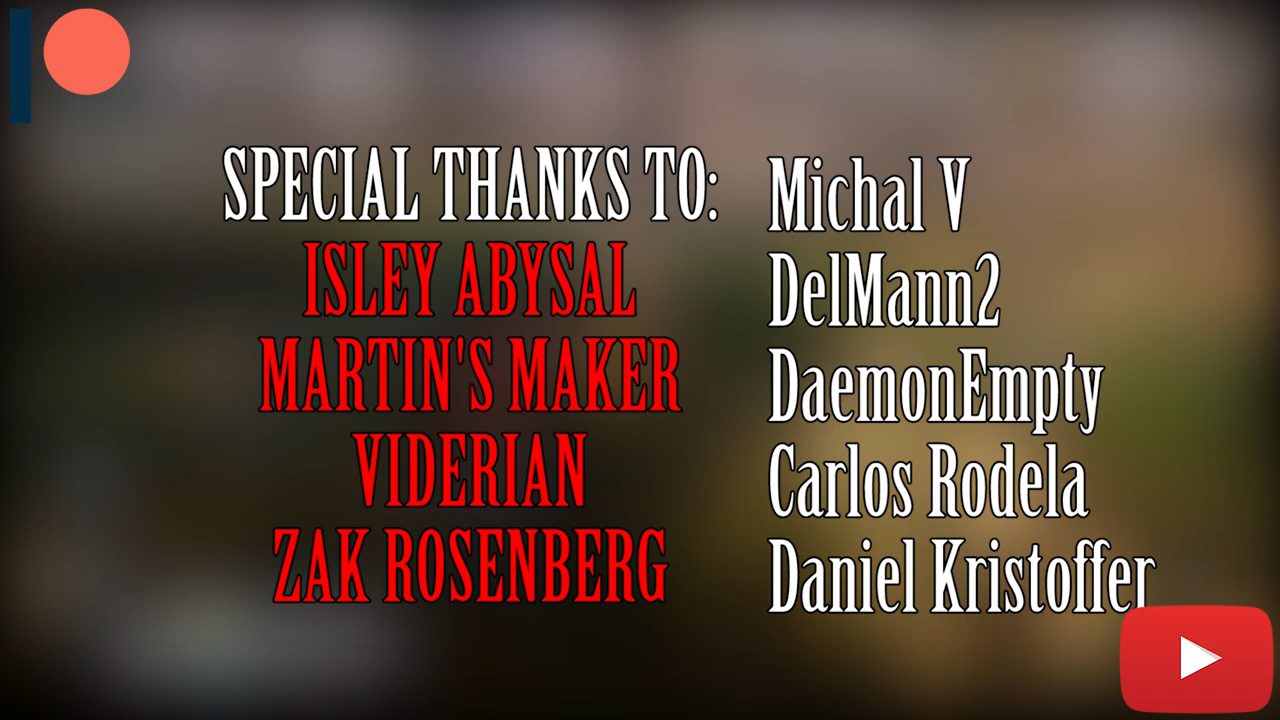 SPECIAL THANKS TO:
ISLEY ABYSAL
MARTIN'S MAKER
VIDERIAN
ZAK ROSENBERG
Michal V
DelMann2
DaemonEmpty
Carlos Rodela
Daniel Kristoffer